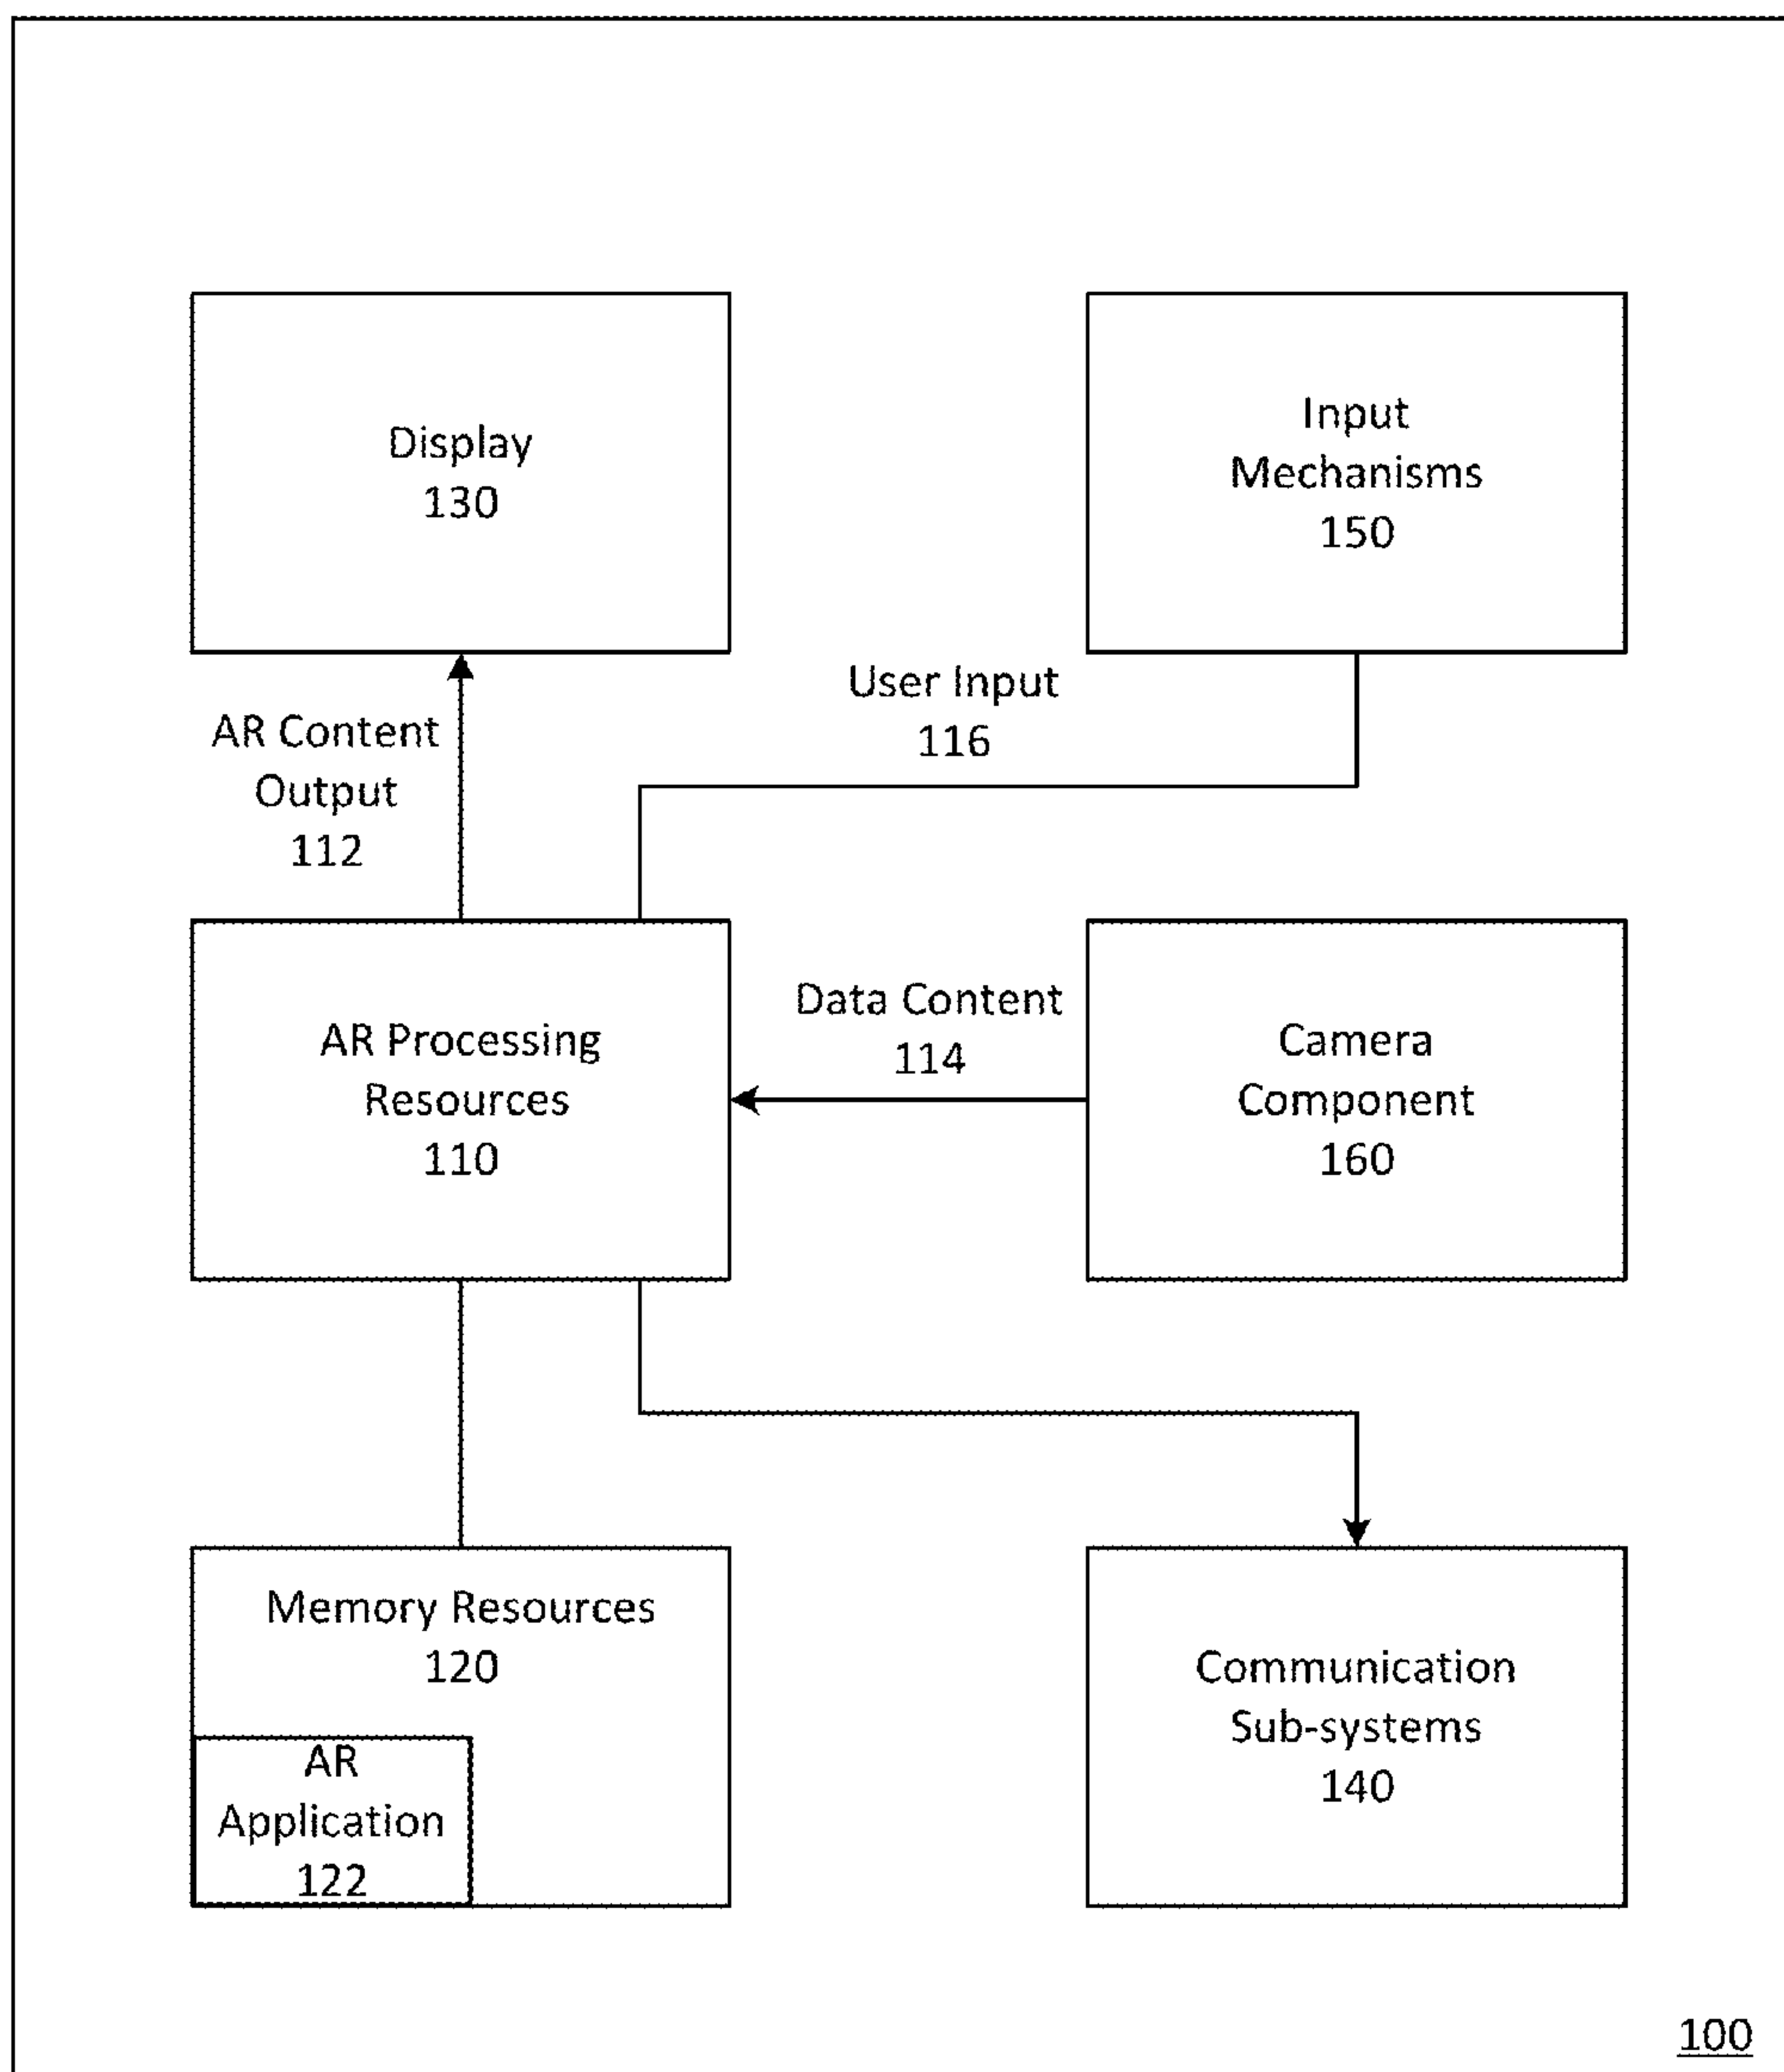 Display
130
Input
Mechanisms
150
User Input
116
AR Content
Output
112
AR Processing
Resources
110
Data Content
114
Camera
Component
160
Memory Resources
120
AR
Application
122
Communication
Sub-systems
140
100